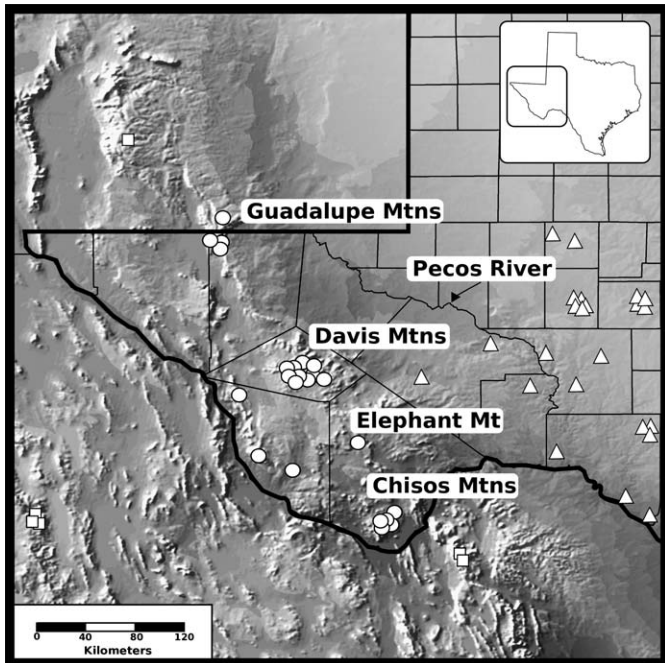 Guadalupe Mtns
Pecos River
Davis Mtns
Elephant Mt
Chisos Mtns
0 40 80 120
Kilometers